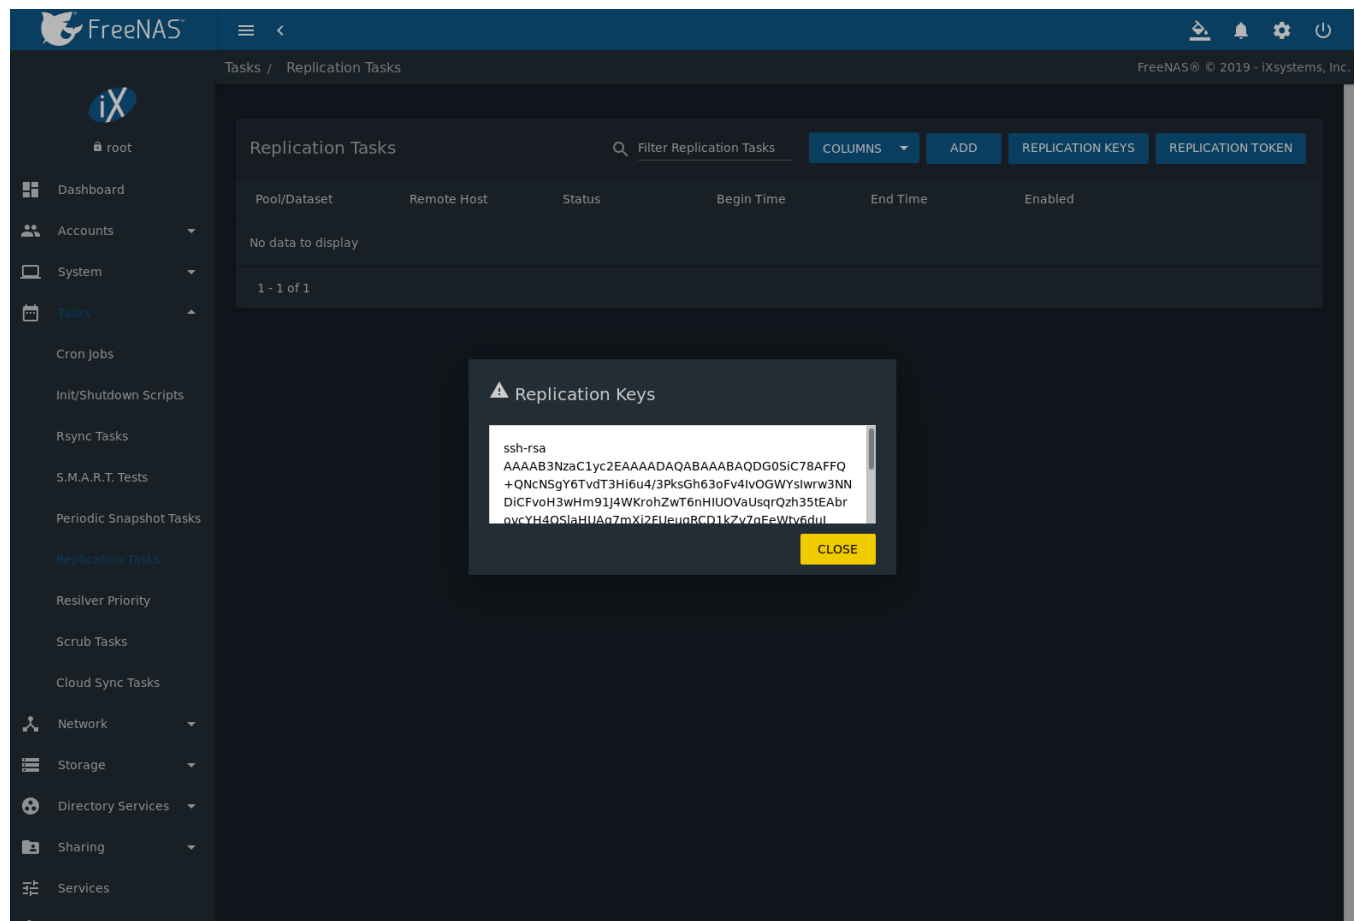 FreeNAS™
Tasks / Replication Tasks
FreeNAS® © 2019 - iXsystems, Inc.
iX
root
Dashboard
Accounts
System
Tasks
Cron Jobs
Init/Shutdown Scripts
Rsync Tasks
S.M.A.R.T. Tests
Periodic Snapshot Tasks
Replication Tasks
Resilver Priority
Scrub Tasks
Cloud Sync Tasks
Network
Storage
Directory Services
Sharing
Services
Replication Tasks
Filter Replication Tasks
COLUMNS
ADD
REPLICATION KEYS
REPLICATION TOKEN
Pool/Dataset Remote Host Status Begin Time End Time Enabled
No data to display
1 - 1 of 1
Replication Keys
ssh-rsa
AAAAB3NzaC1yc2EAAAADAQABAAABAQDG0SiC78AFFQ
+QNcNSgY6TvdT3Hi6u4/3PksGh63oFv4IvOGWYsIwrw3NN
DiCFvoH3wHm91J4WKrohZwT6nHIUOVaUsqrQzh35tEAbr
CLOSE